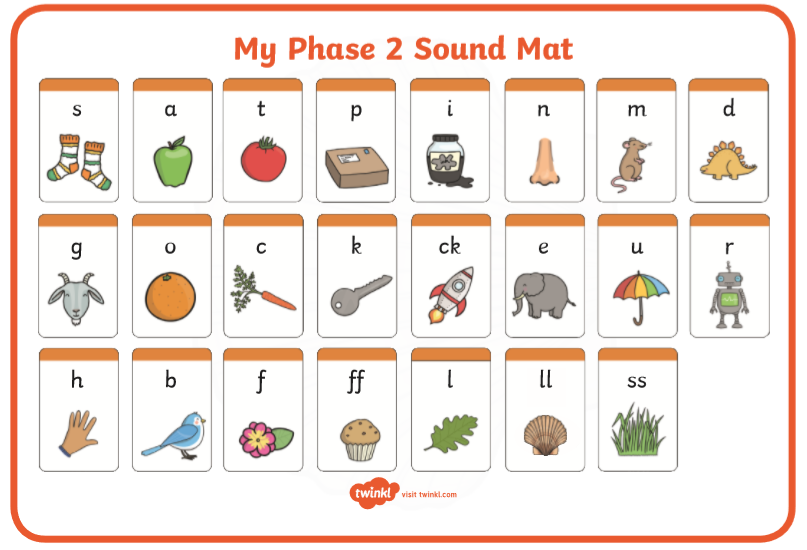 My Phase 2 Sound Mat
s a t p i n m d
g o c k ck e u r
h b f ff l ll ss
twinkl visit twinkl.com